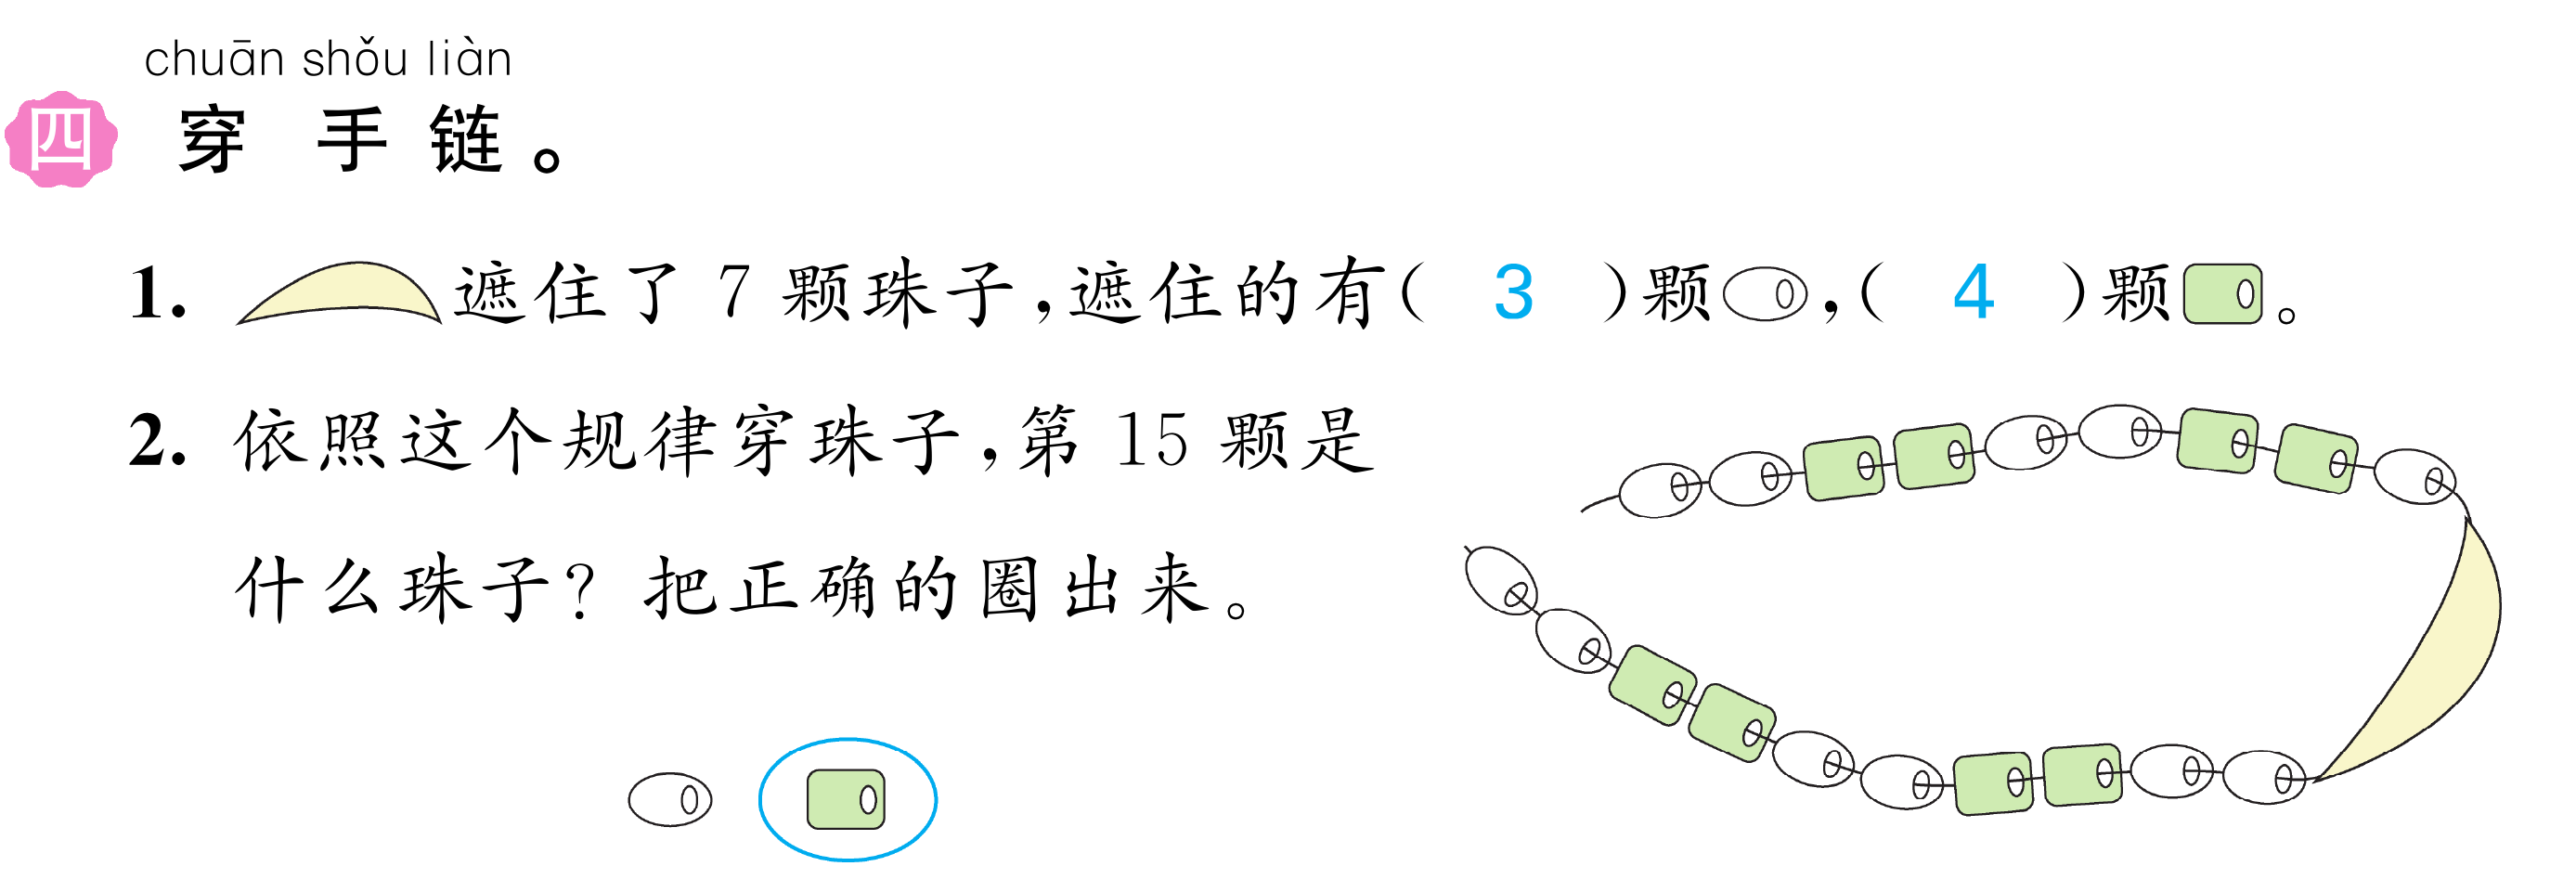 chuān shǒu liàn
四 穿手链。
1. 遮住了 7 颗珠子,遮住的有( 3 )颗,( 4 )颗。
2. 依照这个规律穿珠子,第 15 颗是
什么珠子? 把正确的圈出来。